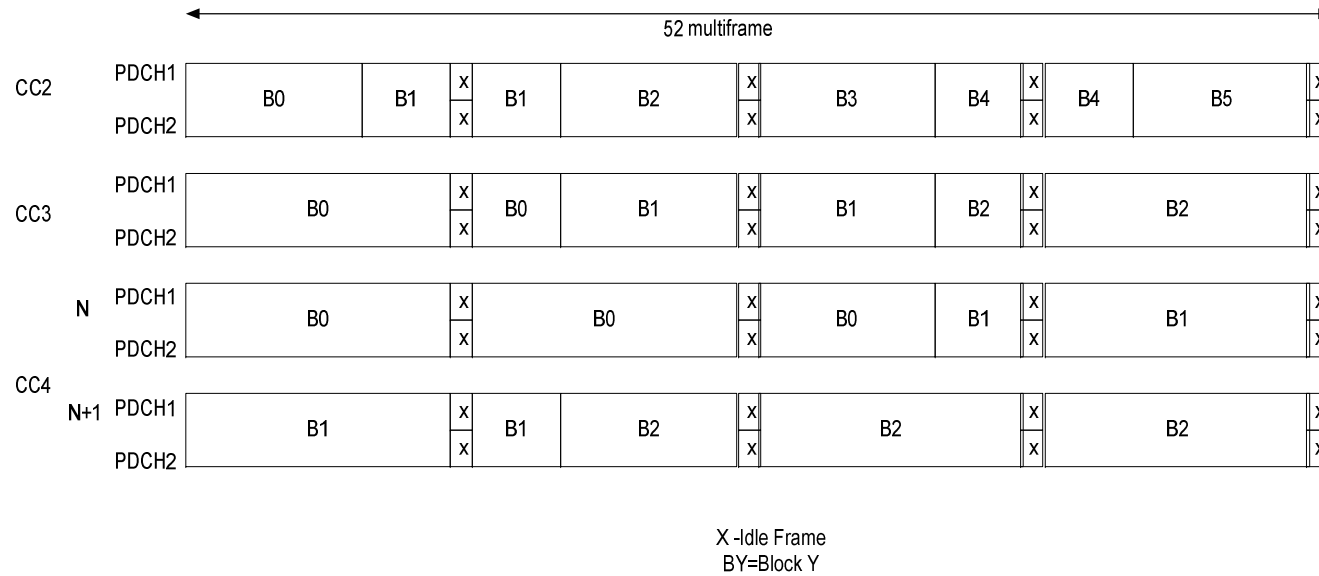 52 multiframe
CC2
PDCH1
PDCH2
B0 B1 X X B1 B2 X X B3 B4 X X B4 B5 X X
CC3
PDCH1
PDCH2
B0 X X B0 B1 X X B1 B2 X X B2 X X
CC4
N
PDCH1
PDCH2
B0 X X B0 X X B0 B1 X X B1 X X
N+1
PDCH1
PDCH2
B1 X X B1 B2 X X B2 X X B2 X X
X -Idle Frame
BY=Block Y